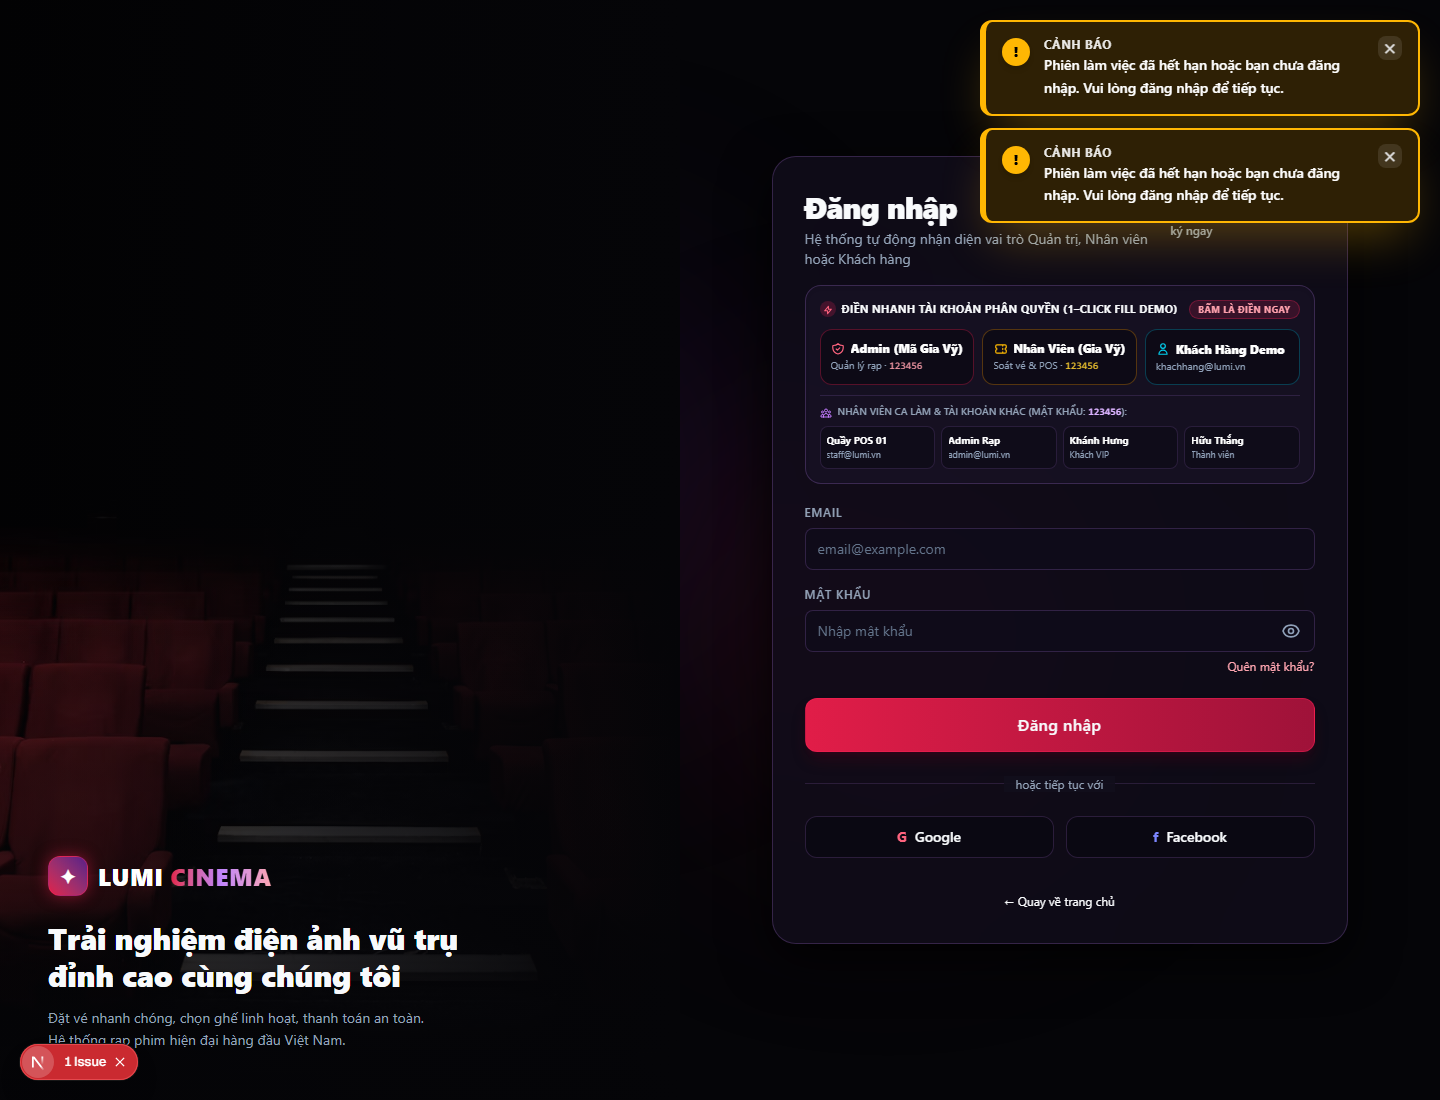 CẢNH BÁO
Phiên làm việc đã hết hạn hoặc bạn chưa đăng
nhập. Vui lòng đăng nhập để tiếp tục.
CẢNH BÁO
Phiên làm việc đã hết hạn hoặc bạn chưa đăng
nhập. Vui lòng đăng nhập để tiếp tục.
Đăng nhập
ký ngay
Hệ thống tự động nhận diện vai trò Quản trị, Nhân viên
hoặc Khách hàng
ĐIỀN NHANH TÀI KHOẢN PHÂN QUYỀN (1-CLICK FILL DEMO)
BẤM LÀ ĐIỀN NGAY
Admin (Mã Gia Vỹ)
Quản lý rạp · 123456
Nhân Viên (Gia Vỹ)
Soát vé & POS · 123456
Khách Hàng Demo
khachhang@lumi.vn
NHÂN VIÊN CA LÀM & TÀI KHOẢN KHÁC (MẬT KHẨU: 123456):
Quầy POS 01
staff@lumi.vn
Admin Rạp
admin@lumi.vn
Khánh Hưng
Khách VIP
Hữu Thắng
Thành viên
EMAIL
email@example.com
MẬT KHẨU
Nhập mật khẩu
Quên mật khẩu?
Đăng nhập
hoặc tiếp tục với
G Google
f Facebook
← Quay về trang chủ
LUMI CINEMA
Trải nghiệm điện ảnh vũ trụ
đỉnh cao cùng chúng tôi
Đặt vé nhanh chóng, chọn ghế linh hoạt, thanh toán an toàn.
Hệ thống rạp phim hiện đại hàng đầu Việt Nam.
N 1 Issue